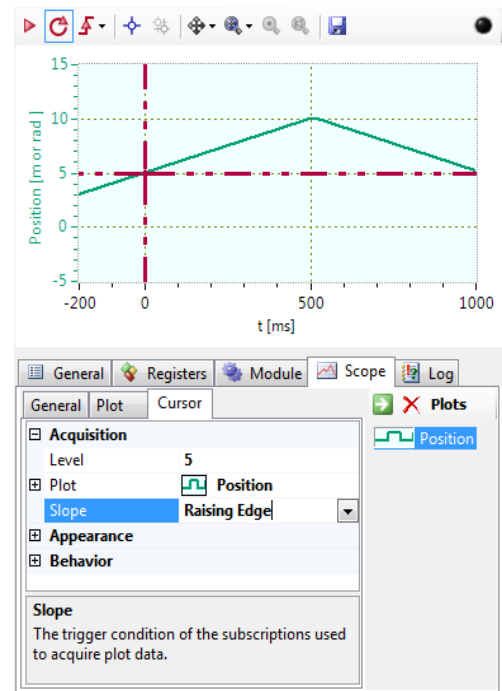 15
10
5
0
-5
Position [m or rad ]
-200 0 500 1000
t [ms]
General Registers Module Scope Log
General Plot Cursor
Plots
Position
Acquisition
Level 5
Plot Position
Slope Raising Edge
Appearance
Behavior
Slope
The trigger condition of the subscriptions used
to acquire plot data.